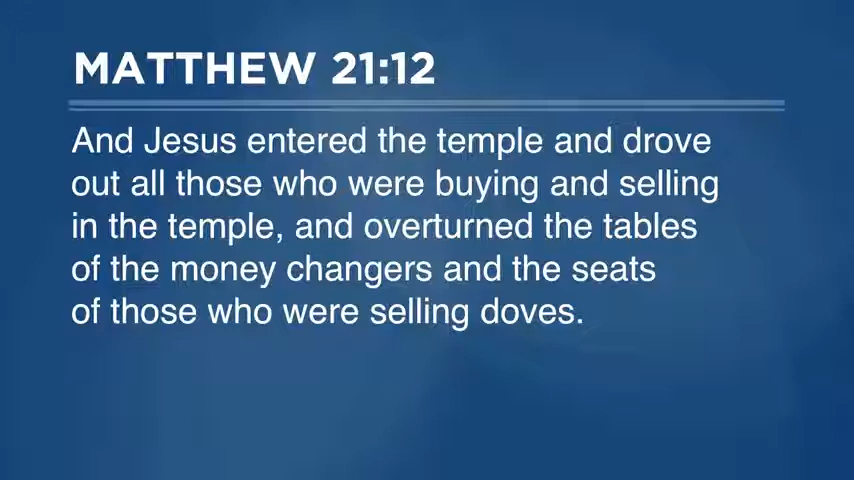 MATTHEW 21:12
And Jesus entered the temple and drove
out all those who were buying and selling
in the temple, and overturned the tables
of the money changers and the seats
of those who were selling doves.